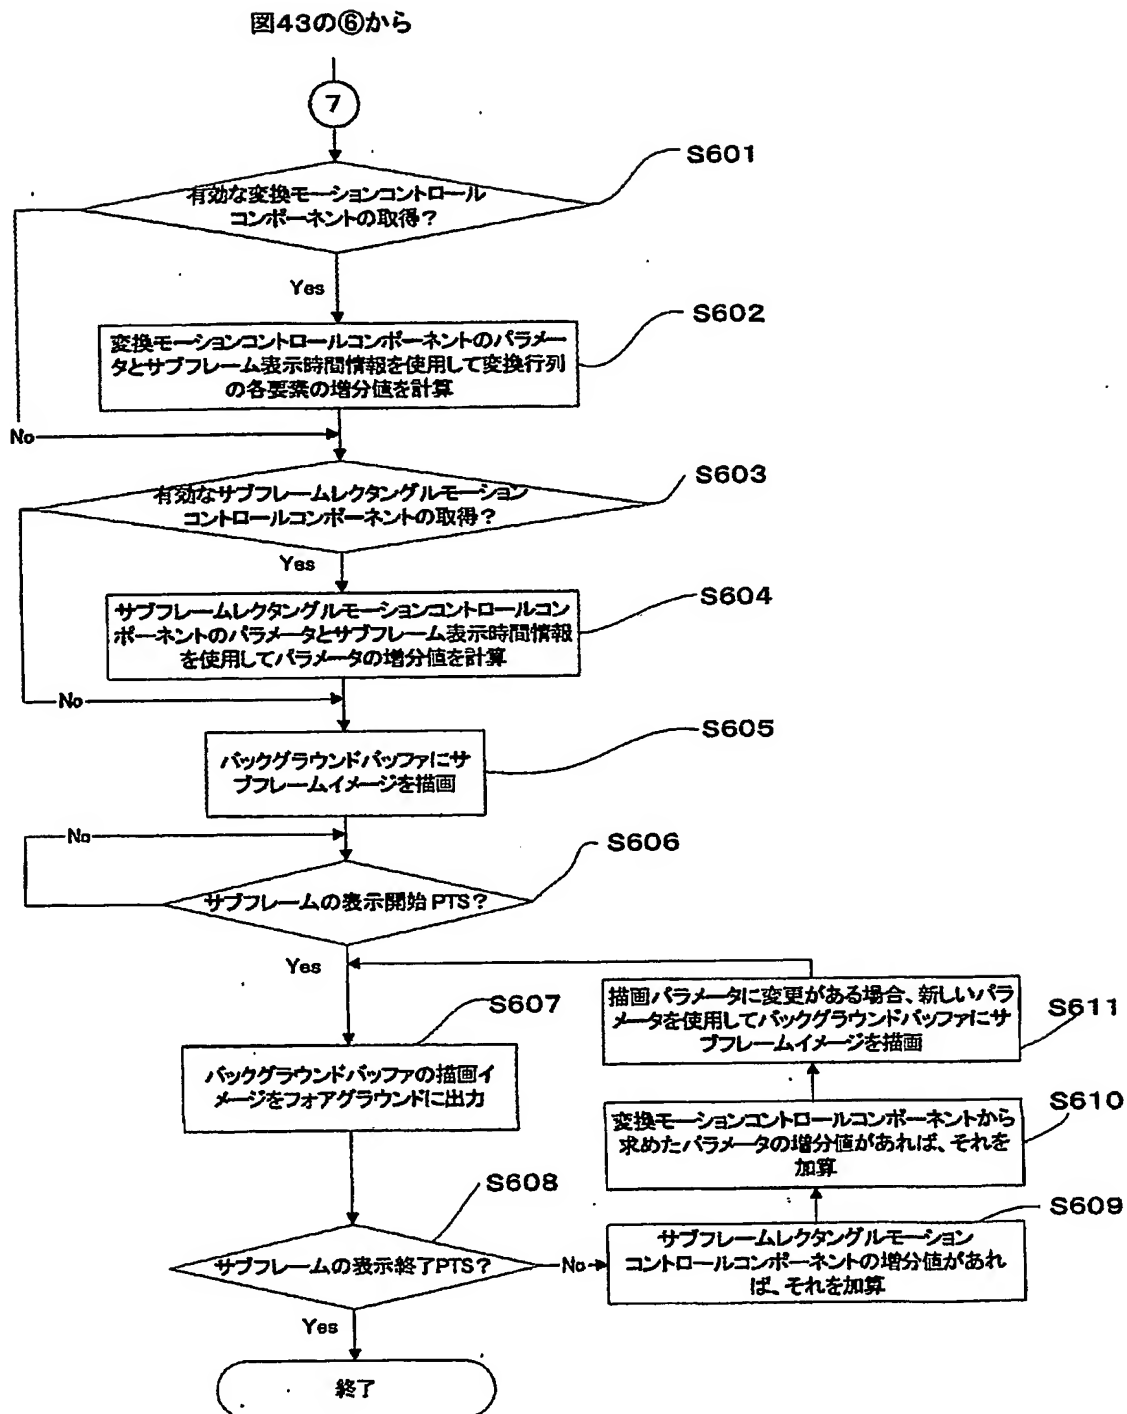 図43の⑥から
7
S601
有効な変換モーションコントロール
コンポーネントの取得?
Yes
S602
変換モーションコントロールコンポーネントのパラメー
タとサブフレーム表示時間情報を使用して変換行列
の各要素の増分値を計算
No
S603
有効なサブフレームレクタングルモーション
コントロールコンポーネントの取得?
Yes
S604
サブフレームレクタングルモーションコントロールコン
ポーネントのパラメータとサブフレーム表示時間情報
を使用してパラメータの増分値を計算
No
S605
バックグラウンドバッファにサ
ブフレームイメージを描画
No
S606
サブフレームの表示開始PTS?
Yes
S607
バックグラウンドバッファの描画イ
メージをフォアグラウンドに出力
S608
サブフレームの表示終了PTS?
No
Yes
終了
描画パラメータに変更がある場合、新しいパラ
メータを使用してバックグラウンドバッファにサ
ブフレームイメージを描画
S611
変換モーションコントロールコンポーネントから
求めたパラメータの増分値があれば、それを
加算
S610
サブフレームレクタングルモーション
コントロールコンポーネントの増分値があれ
ば、それを加算
S609